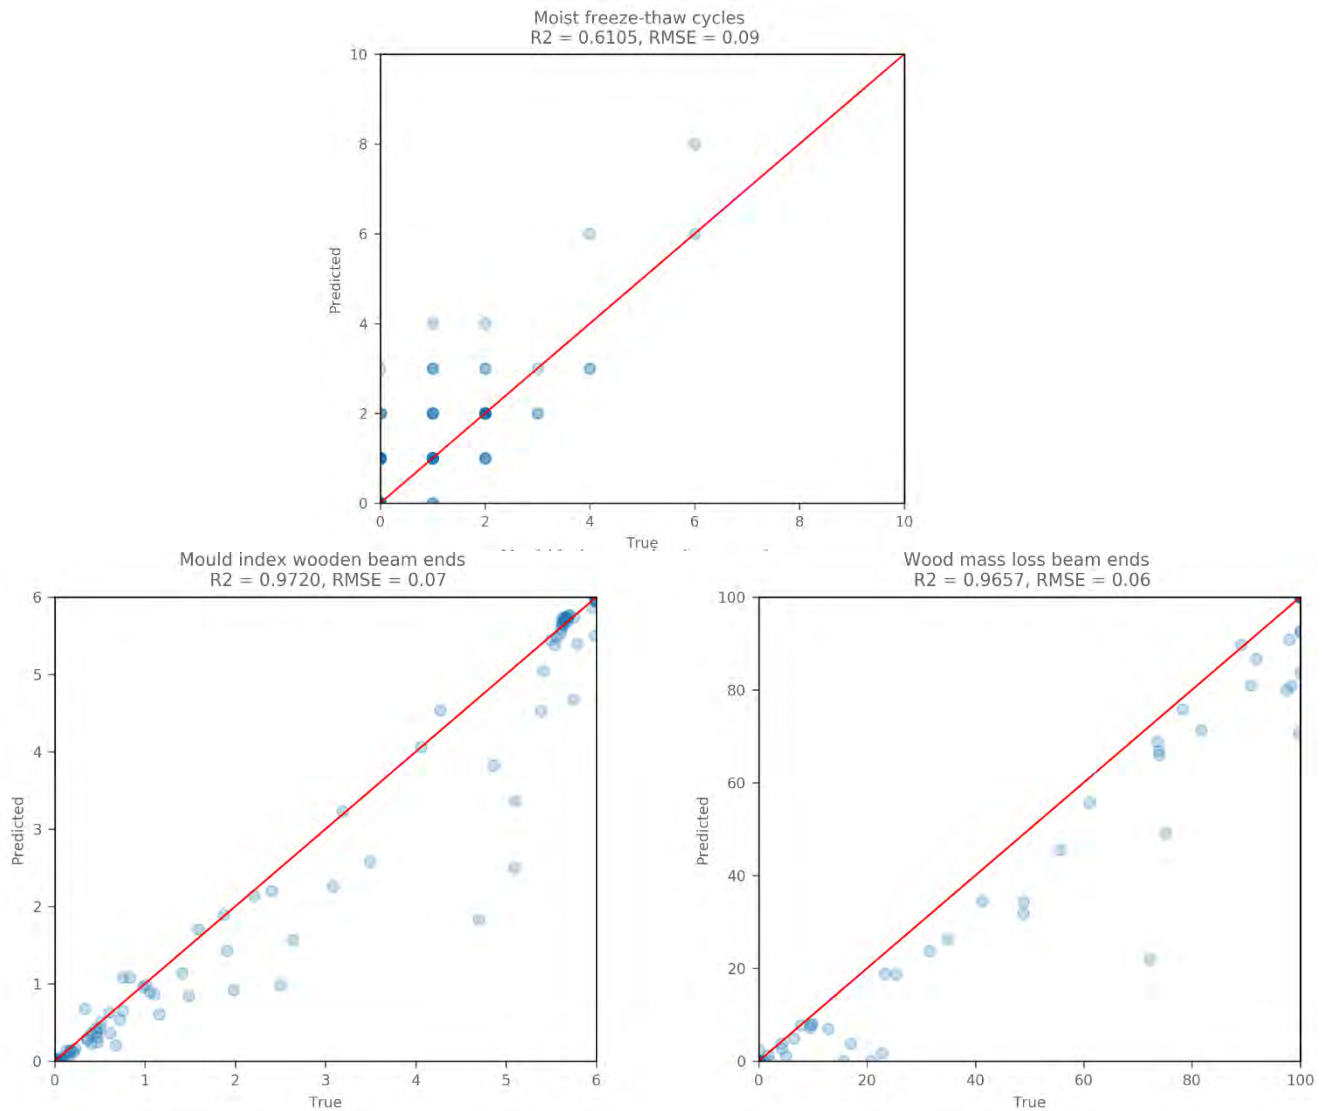 Moist freeze-thaw cycles
R2 = 0.6105, RMSE = 0.09
10
8
6
4
2
0
Predicted
0 2 4 6 8 10
True
Mould index wooden beam ends
R2 = 0.9720, RMSE = 0.07
6
5
4
3
2
1
0
Predicted
0 1 2 3 4 5 6
True
Wood mass loss beam ends
R2 = 0.9657, RMSE = 0.06
100
80
60
40
20
0
Predicted
0 20 40 60 80 100
True